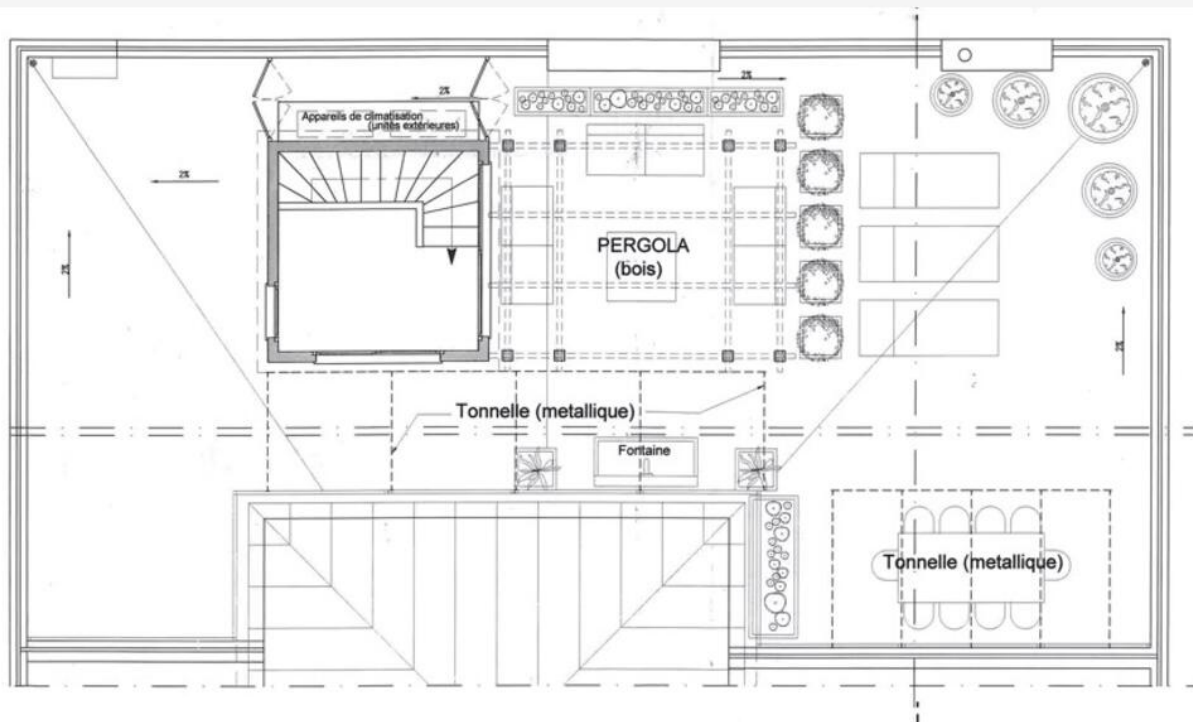 2%
2%
Appareils de climatisation
(unités extérieures)
2%
2%
2%
PERGOLA
(bois)
Tonnelle (metallique)
Fontaine
Tonnelle (metallique)